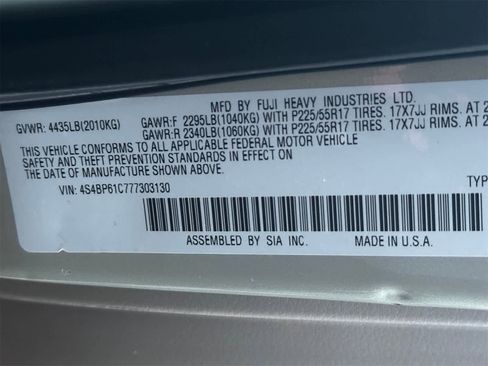 MFD BY FUJI HEAVY INDUSTRIES LTD.
GVWR: 4435LB(2010KG) GAWR:F 2295LB(1040KG) WITH P225/55R17 TIRES. 17X7JJ RIMS. AT 2
GAWR:R 2340LB(1060KG) WITH P225/55R17 TIRES. 17X7JJ RIMS. AT 2
THIS VEHICLE CONFORMS TO ALL APPLICABLE FEDERAL MOTOR VEHICLE
SAFETY AND THEFT PREVENTION STANDARDS IN EFFECT ON
THE DATE OF MANUFACTURE SHOWN ABOVE.
VIN: 4S4BP61C777303130 TYP
ASSEMBLED BY SIA INC. MADE IN U.S.A.